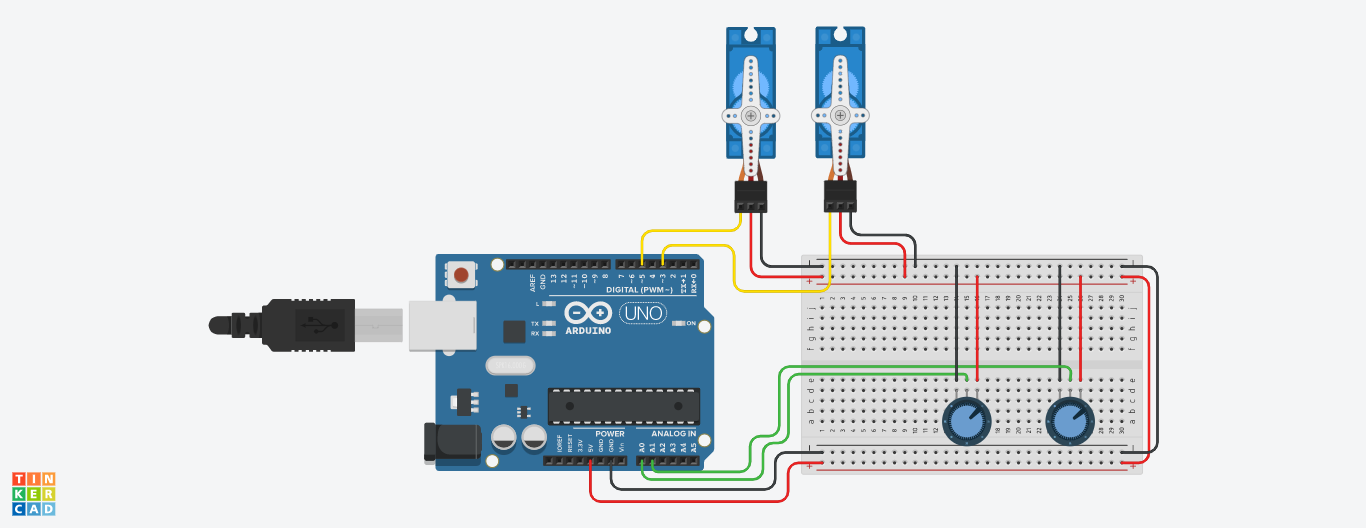 AREF
GND
13
12
~11
~10
~9
8
7
~6
~5
4
~3
2
TX→1
RX←0
DIGITAL (PWM ~)
L
TX
RX
ARDUINO
UNO
ON
POWER
ANALOG IN
IOREF
RESET
3.3V
5V
GND
GND
Vin
A0
A1
A2
A3
A4
A5
j
i
h
g
f
e
d
c
b
a
TIN
KER
CAD